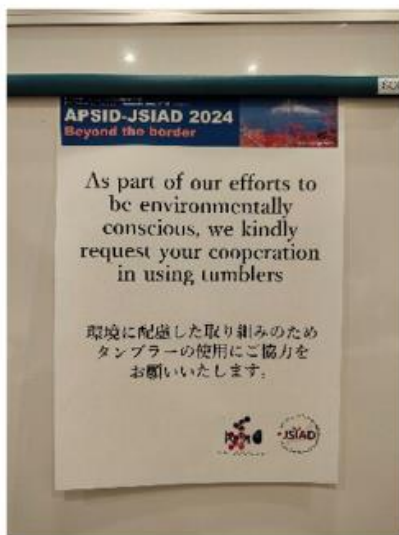 APSID-JSIAD 2024
Beyond the border
As part of our efforts to
be environmentally
conscious, we kindly
request your cooperation
in using tumblers
環境に配慮した取り組みのため
タンブラーの使用にご協力を
お願いいたします。
JSIAD